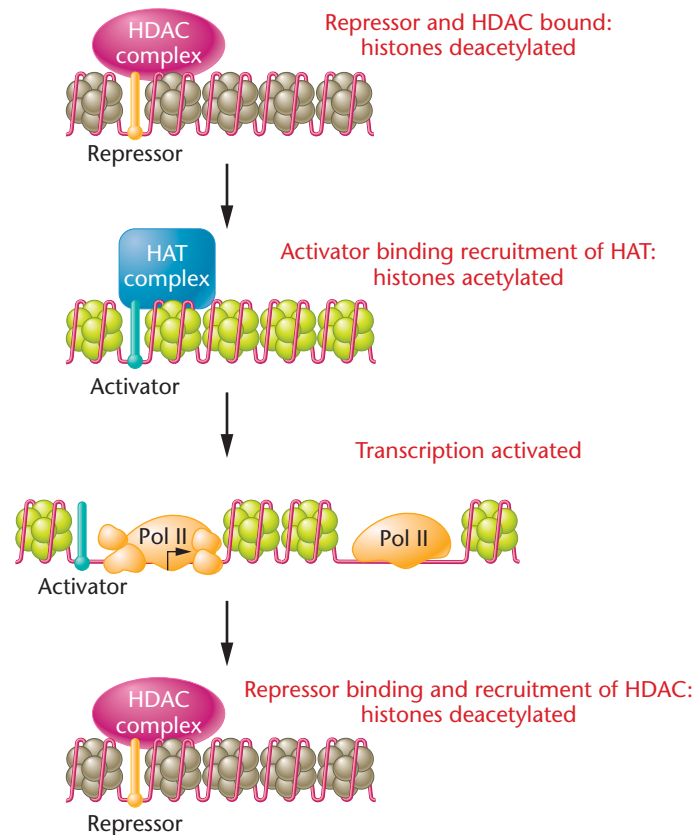 HDAC
complex
Repressor and HDAC bound:
histones deacetylated
Repressor
HAT
complex
Activator binding recruitment of HAT:
histones acetylated
Activator
Transcription activated
Pol II
Pol II
Activator
HDAC
complex
Repressor binding and recruitment of HDAC:
histones deacetylated
Repressor